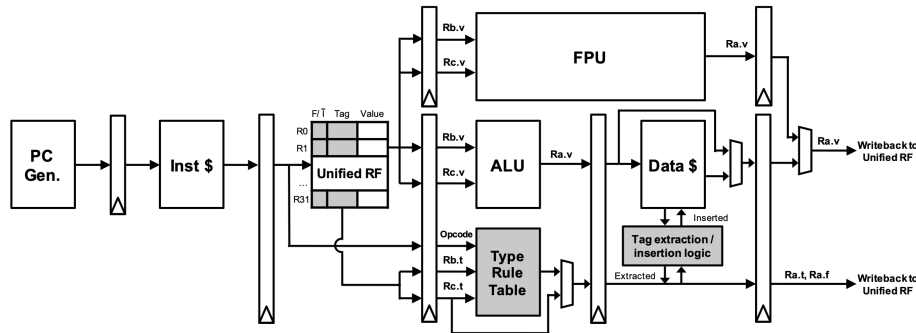 Rb.v
Rc.v
FPU
Ra.v
F/Ī Tag Value
R0
R1
...
R31
Unified RF
PC
Gen.
Inst $
Rb.v
Rc.v
ALU
Ra.v
Data $
Ra.v
Writeback to
Unified RF
Inserted
Tag extraction /
insertion logic
Extracted
Opcode
Rb.t
Rc.t
Type
Rule
Table
Ra.t, Ra.f
Writeback to
Unified RF